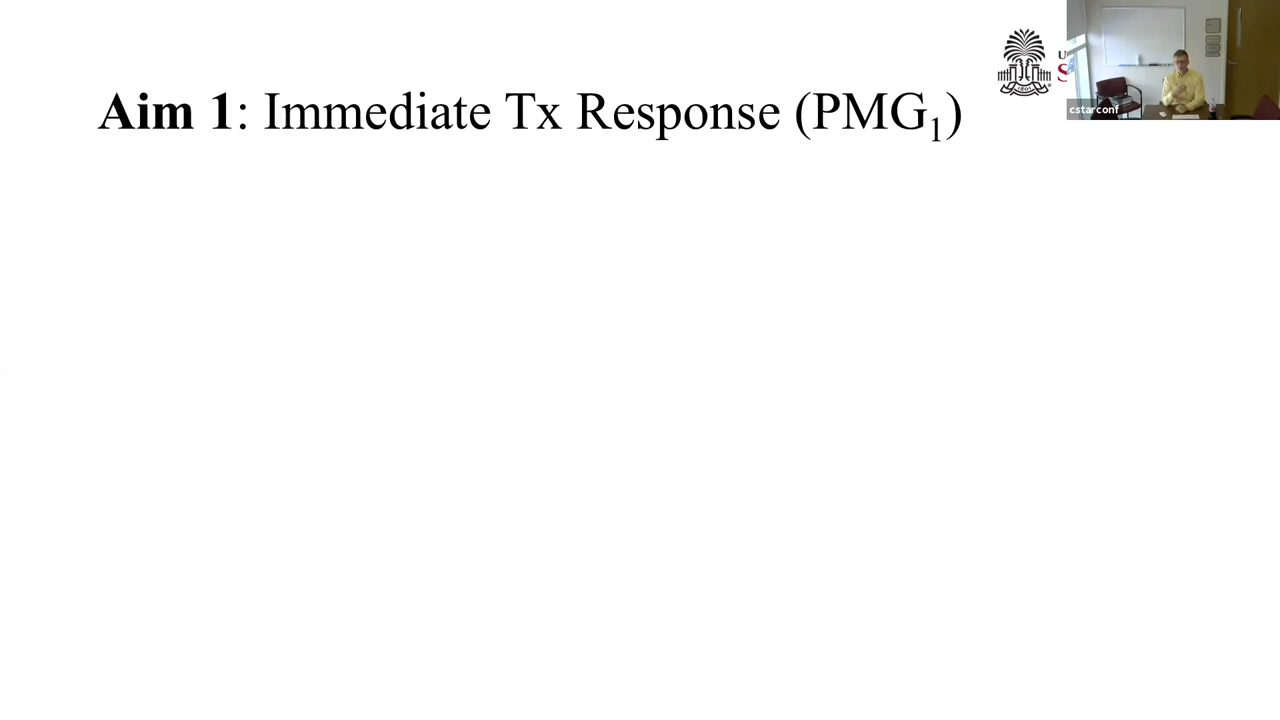 Aim 1: Immediate Tx Response (PMG₁)
U
S
cstarconf